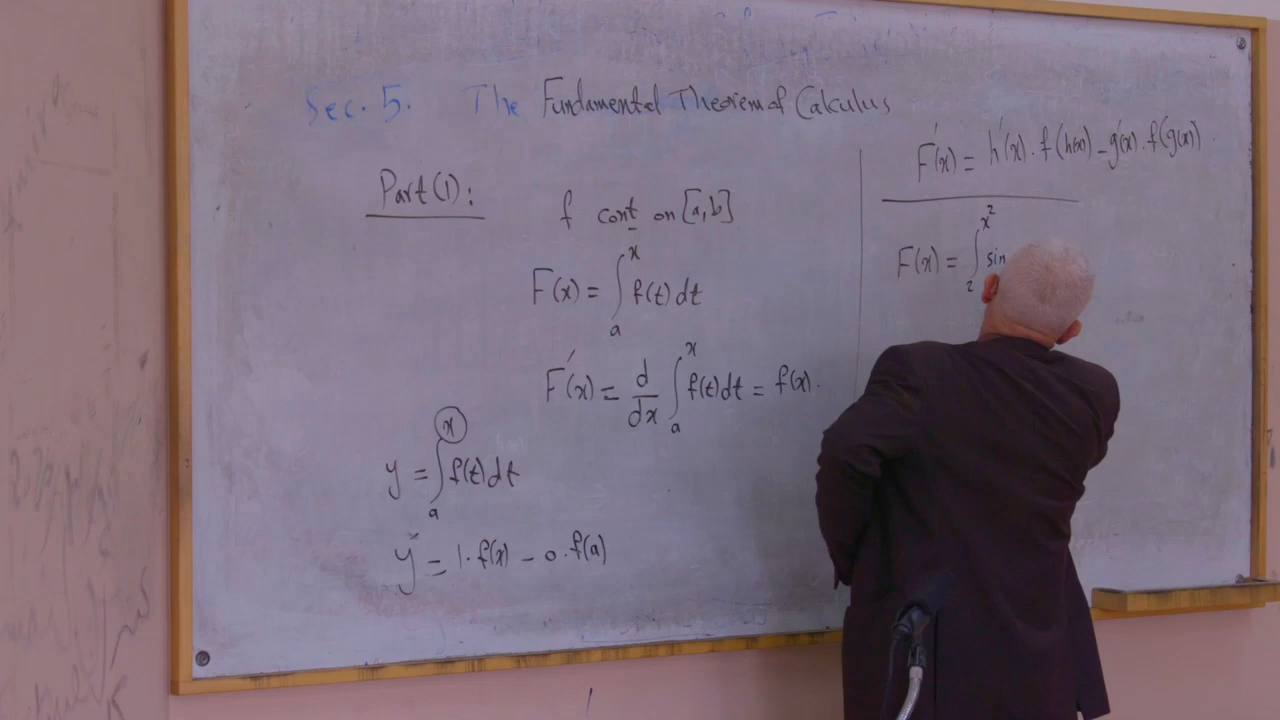 Sec. 5. The Fundamental Theorem of Calculus
Part(1): f cont on [a,b]
F(x) = ∫_a^x f(t) dt
F'(x) = d/dx ∫_a^x f(t)dt = f(x).
y = ∫_a^x f(t)dt
y' = 1·f(x) - 0·f(a)
F'(x) = h'(x)·f(h(x)) - g'(x)·f(g(x)).
F(x) = ∫_2^{x^2} sin